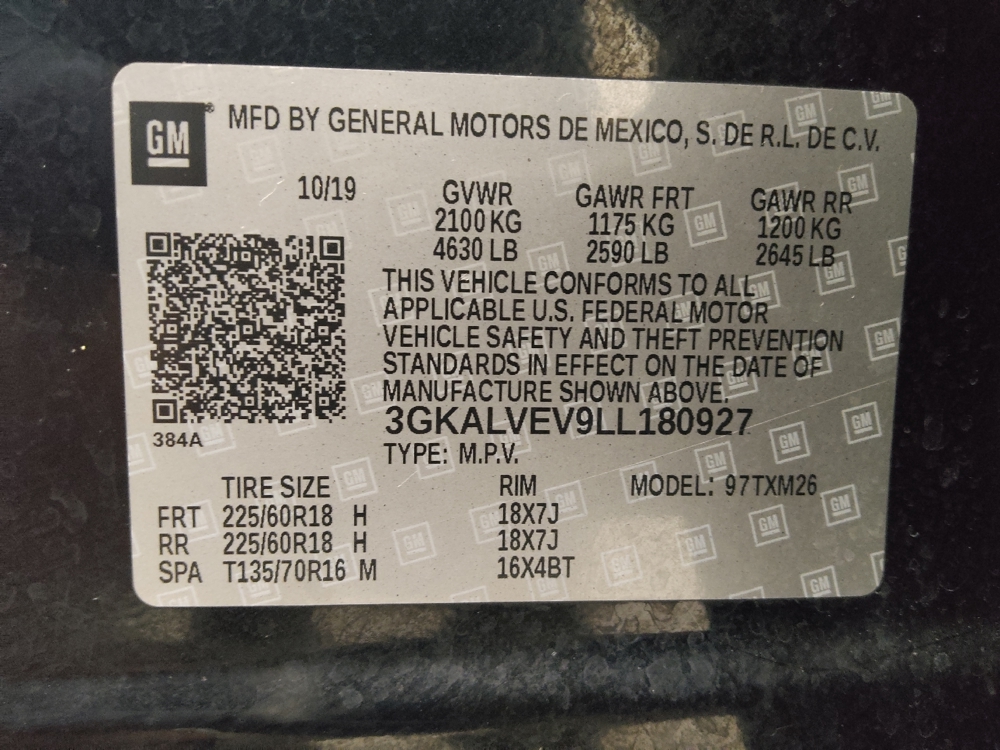 GM® MFD BY GENERAL MOTORS DE MEXICO, S. DE R.L. DE C.V.
10/19 GVWR GAWR FRT GAWR RR
2100 KG 1175 KG 1200 KG
4630 LB 2590 LB 2645 LB
THIS VEHICLE CONFORMS TO ALL
APPLICABLE U.S. FEDERAL MOTOR
VEHICLE SAFETY AND THEFT PREVENTION
STANDARDS IN EFFECT ON THE DATE OF
MANUFACTURE SHOWN ABOVE.
3GKALVEV9LL180927
384A
TYPE: M.P.V.
TIRE SIZE RIM MODEL: 97TXM26
FRT 225/60R18 H 18X7J
RR 225/60R18 H 18X7J
SPA T135/70R16 M 16X4BT